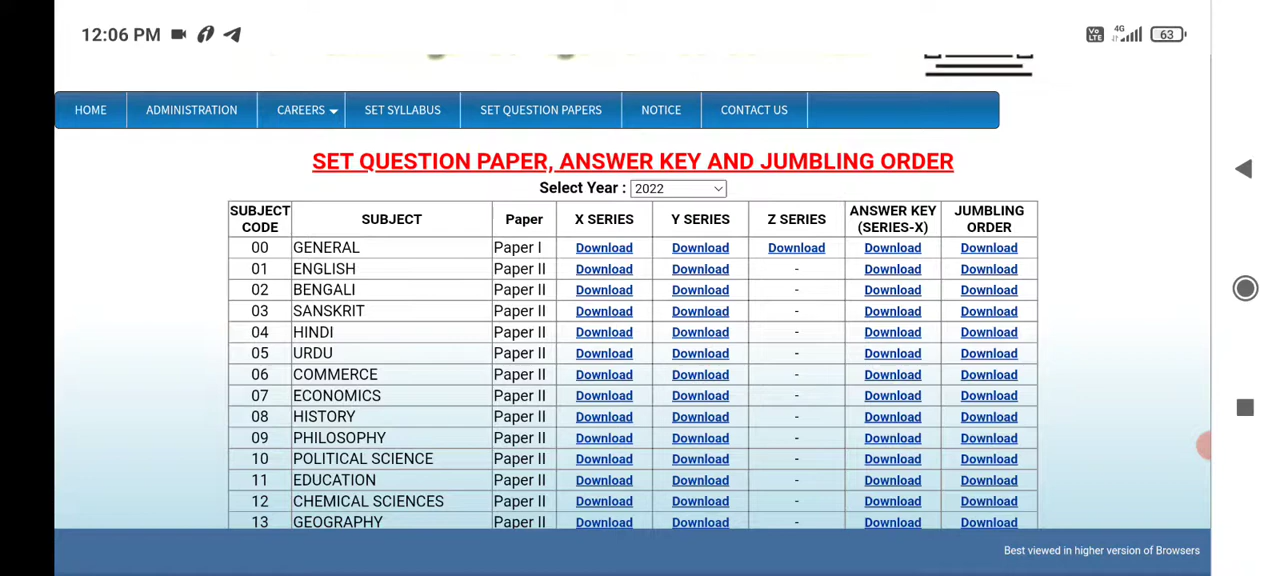 12:06 PM
Vo LTE 4G 63
HOME ADMINISTRATION CAREERS SET SYLLABUS SET QUESTION PAPERS NOTICE CONTACT US
SET QUESTION PAPER, ANSWER KEY AND JUMBLING ORDER
Select Year : 2022
SUBJECT CODE SUBJECT Paper X SERIES Y SERIES Z SERIES ANSWER KEY (SERIES-X) JUMBLING ORDER
00 GENERAL Paper I Download Download Download Download Download
01 ENGLISH Paper II Download Download - Download Download
02 BENGALI Paper II Download Download - Download Download
03 SANSKRIT Paper II Download Download - Download Download
04 HINDI Paper II Download Download - Download Download
05 URDU Paper II Download Download - Download Download
06 COMMERCE Paper II Download Download - Download Download
07 ECONOMICS Paper II Download Download - Download Download
08 HISTORY Paper II Download Download - Download Download
09 PHILOSOPHY Paper II Download Download - Download Download
10 POLITICAL SCIENCE Paper II Download Download - Download Download
11 EDUCATION Paper II Download Download - Download Download
12 CHEMICAL SCIENCES Paper II Download Download - Download Download
13 GEOGRAPHY Paper II Download Download - Download Download
Best viewed in higher version of Browsers